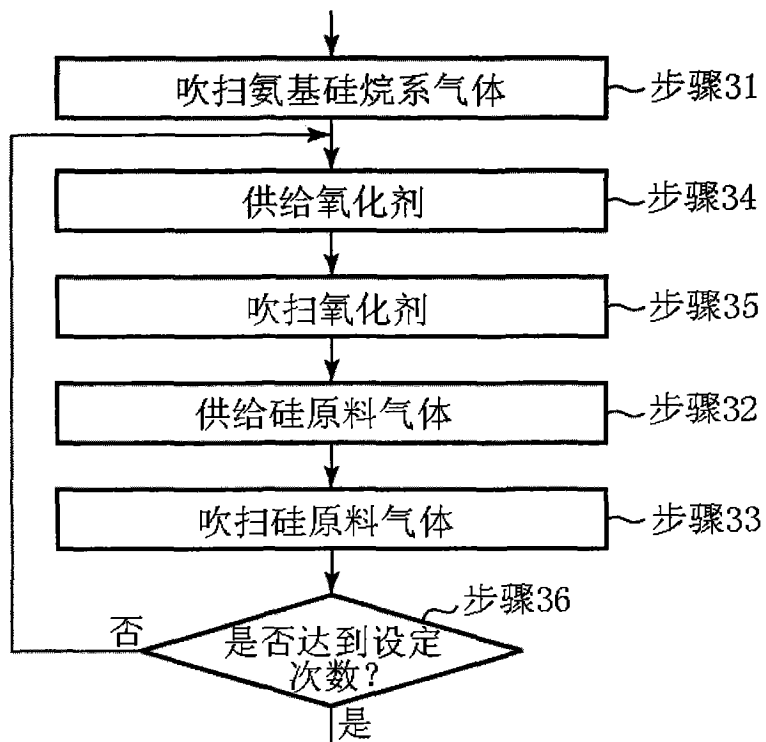 吹扫氨基硅烷系气体 步骤31
供给氧化剂 步骤34
吹扫氧化剂 步骤35
供给硅原料气体 步骤32
吹扫硅原料气体 步骤33
步骤36
否
是否达到设定
次数?
是